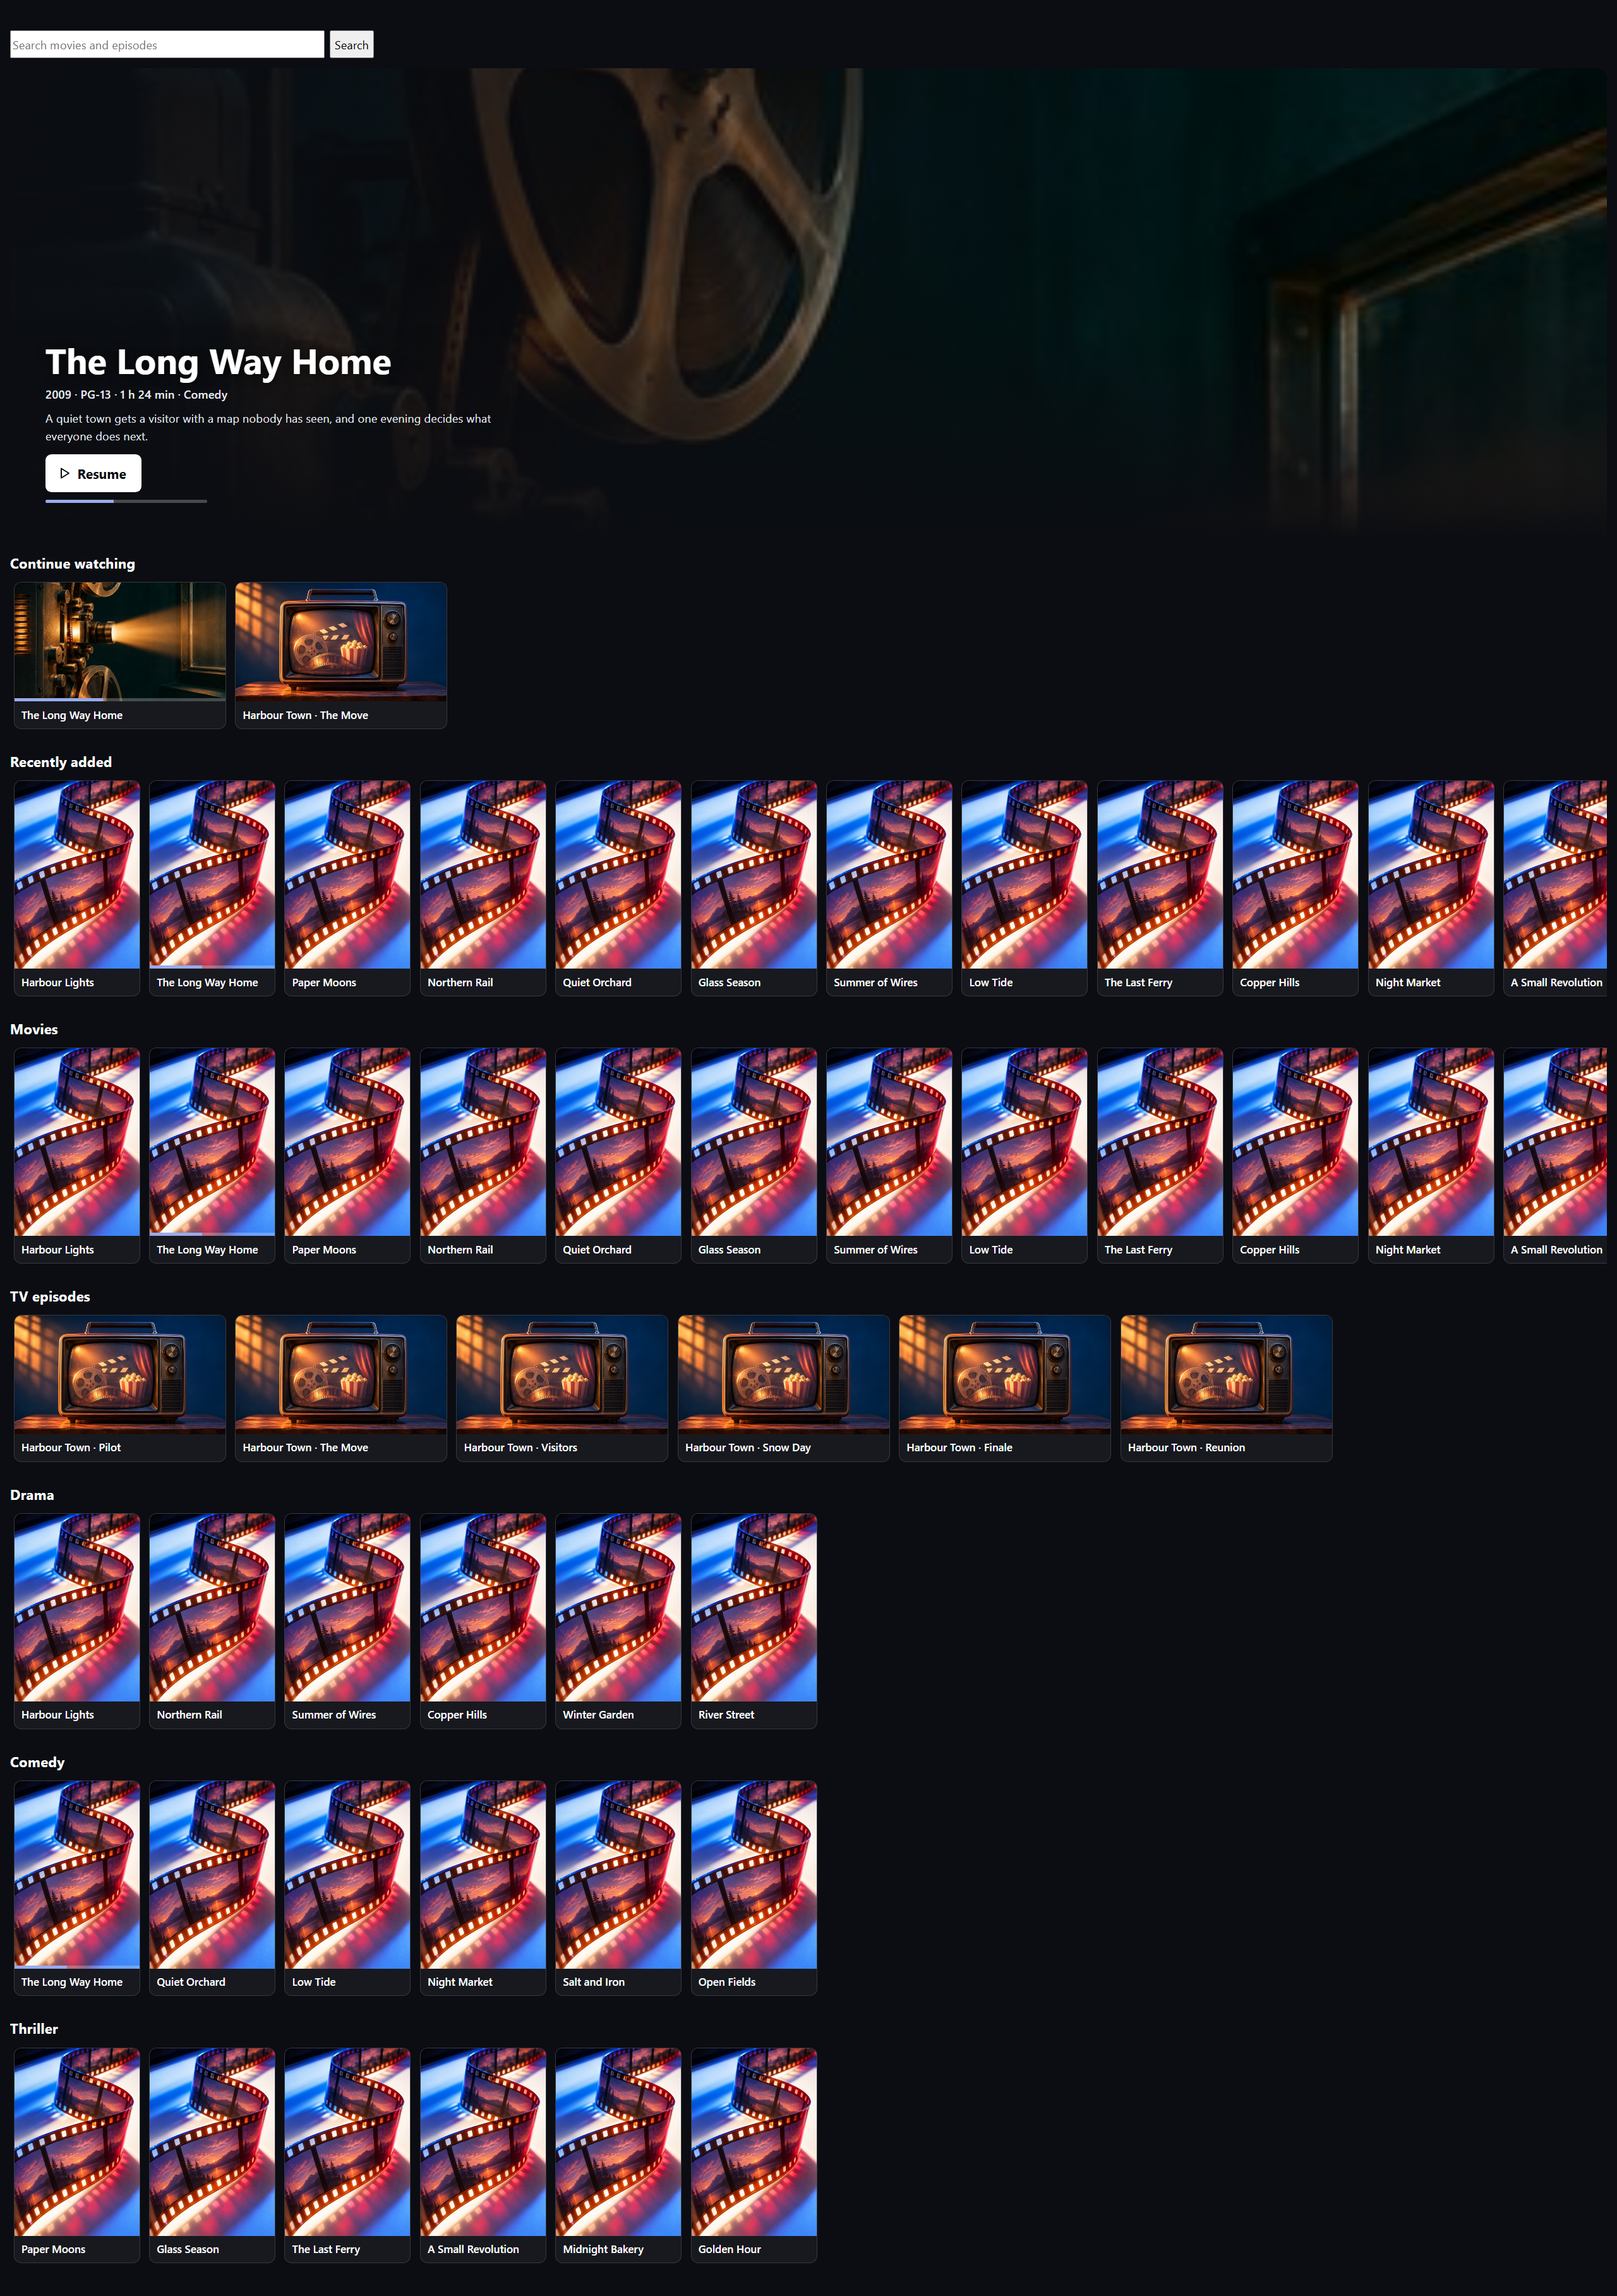 Search movies and episodes
Search
The Long Way Home
2009 · PG-13 · 1 h 24 min · Comedy
A quiet town gets a visitor with a map nobody has seen, and one evening decides what
everyone does next.
Resume
Continue watching
The Long Way Home
Harbour Town · The Move
Recently added
Harbour Lights
The Long Way Home
Paper Moons
Northern Rail
Quiet Orchard
Glass Season
Summer of Wires
Low Tide
The Last Ferry
Copper Hills
Night Market
A Small Revolution
Movies
Harbour Lights
The Long Way Home
Paper Moons
Northern Rail
Quiet Orchard
Glass Season
Summer of Wires
Low Tide
The Last Ferry
Copper Hills
Night Market
A Small Revolution
TV episodes
Harbour Town · Pilot
Harbour Town · The Move
Harbour Town · Visitors
Harbour Town · Snow Day
Harbour Town · Finale
Harbour Town · Reunion
Drama
Harbour Lights
Northern Rail
Summer of Wires
Copper Hills
Winter Garden
River Street
Comedy
The Long Way Home
Quiet Orchard
Low Tide
Night Market
Salt and Iron
Open Fields
Thriller
Paper Moons
Glass Season
The Last Ferry
A Small Revolution
Midnight Bakery
Golden Hour